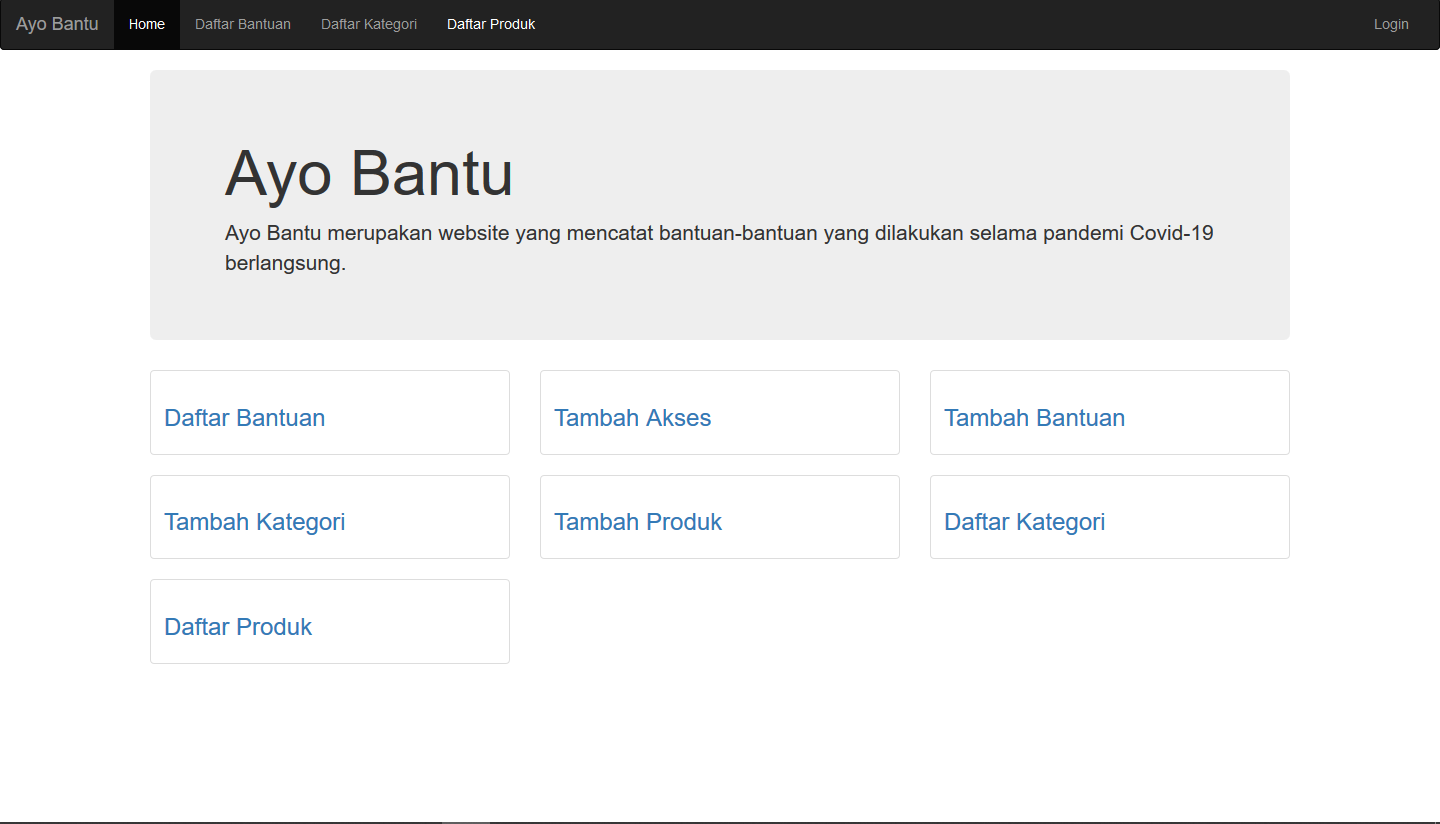 Ayo Bantu Home Daftar Bantuan Daftar Kategori Daftar Produk Login
Ayo Bantu
Ayo Bantu merupakan website yang mencatat bantuan-bantuan yang dilakukan selama pandemi Covid-19
berlangsung.
Daftar Bantuan Tambah Akses Tambah Bantuan
Tambah Kategori Tambah Produk Daftar Kategori
Daftar Produk